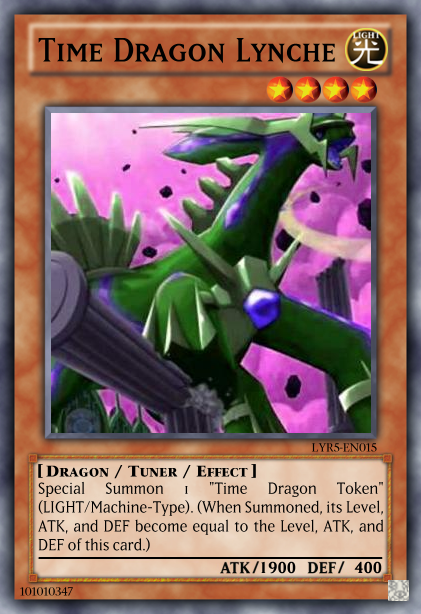 TIME DRAGON LYNCHE
LIGHT
光
LYR5-EN015
[ DRAGON / TUNER / EFFECT ]
Special Summon 1 "Time Dragon Token"
(LIGHT/Machine-Type). (When Summoned, its Level,
ATK, and DEF become equal to the Level, ATK, and
DEF of this card.)
ATK/1900 DEF/ 400
101010347